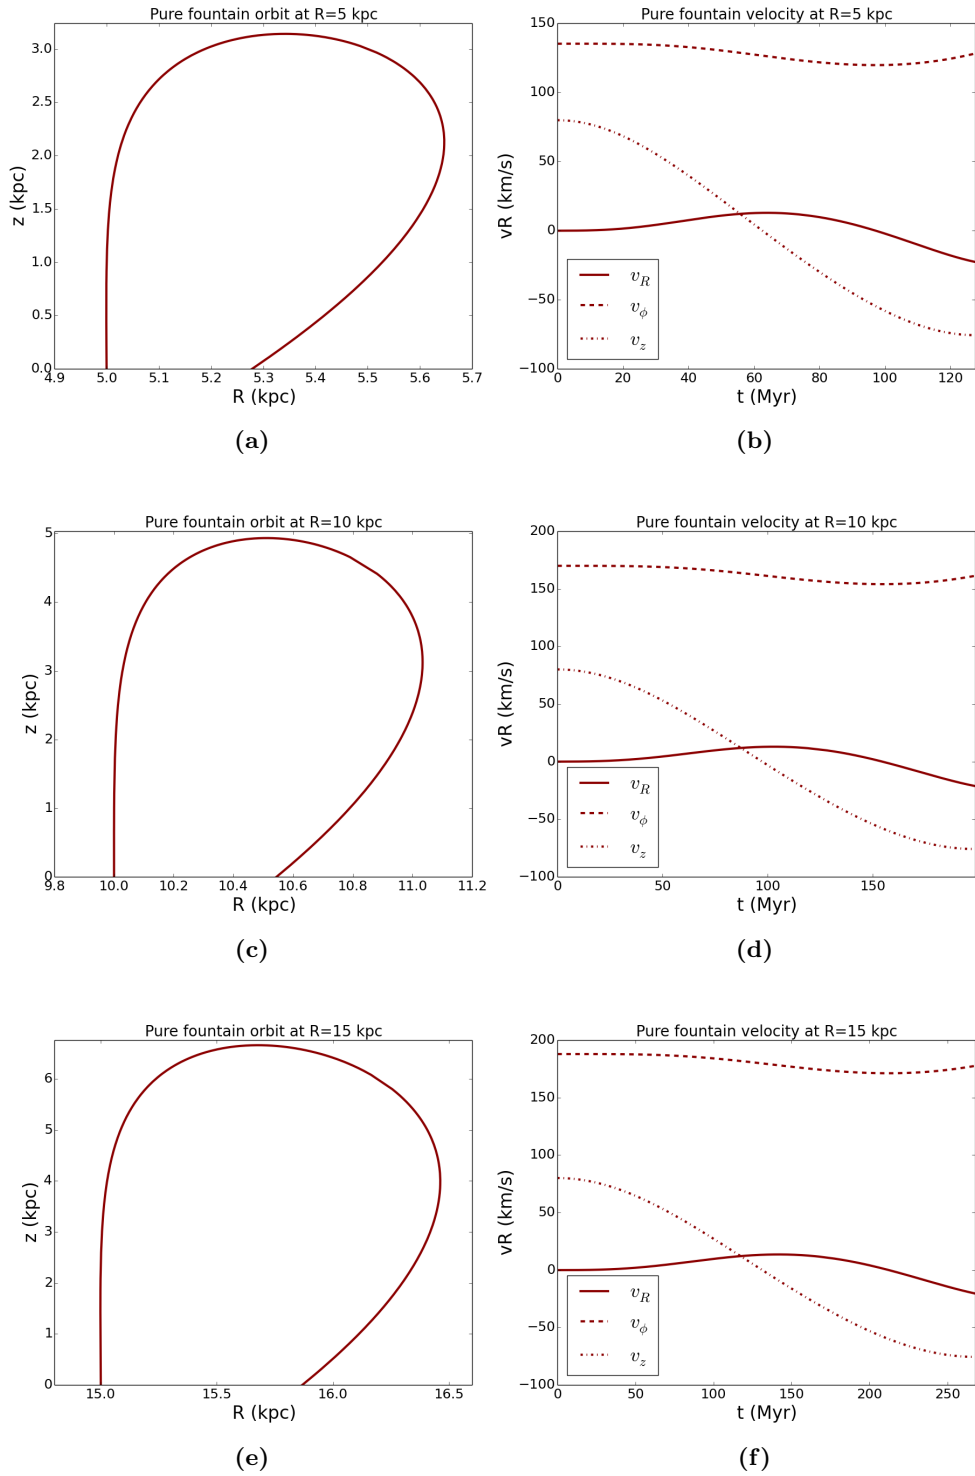 Pure fountain orbit at R=5 kpc
3.0
2.5
2.0
1.5
1.0
0.5
0.0
z (kpc)
4.9 5.0 5.1 5.2 5.3 5.4 5.5 5.6 5.7
R (kpc)
(a)
Pure fountain velocity at R=5 kpc
150
100
50
0
−50
−100
vR (km/s)
v_R
v_ϕ
v_z
0 20 40 60 80 100 120
t (Myr)
(b)
Pure fountain orbit at R=10 kpc
5
4
3
2
1
0
z (kpc)
9.8 10.0 10.2 10.4 10.6 10.8 11.0 11.2
R (kpc)
(c)
Pure fountain velocity at R=10 kpc
200
150
100
50
0
−50
−100
vR (km/s)
v_R
v_ϕ
v_z
0 50 100 150
t (Myr)
(d)
Pure fountain orbit at R=15 kpc
6
5
4
3
2
1
0
z (kpc)
15.0 15.5 16.0 16.5
R (kpc)
(e)
Pure fountain velocity at R=15 kpc
200
150
100
50
0
−50
−100
vR (km/s)
v_R
v_ϕ
v_z
0 50 100 150 200 250
t (Myr)
(f)